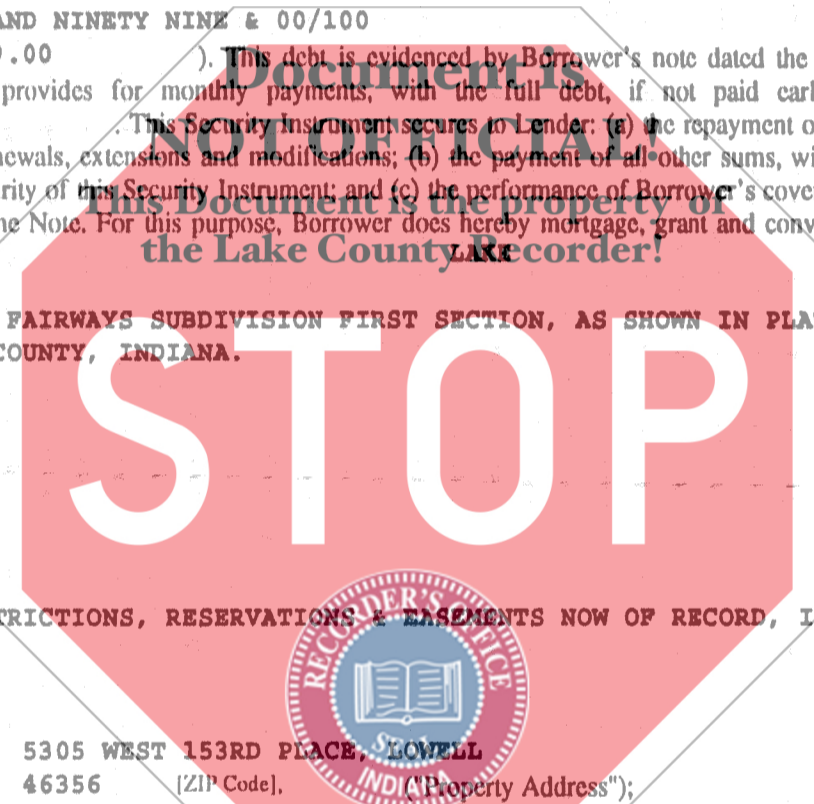 AND NINETY NINE & 00/100
9.00 ). This debt is evidenced by Borrower's note dated the
provides for monthly payments, with the full debt, if not paid earl
. This Security Instrument secures to Lender: (a) the repayment o
newals, extensions and modifications; (b) the payment of all other sums, wi
rity of this Security Instrument; and (c) the performance of Borrower's cove
ne Note. For this purpose, Borrower does hereby mortgage, grant and conv
LAKE
Document is
NOT OFFICIAL!
This Document is the property of
the Lake County Recorder!
FAIRWAYS SUBDIVISION FIRST SECTION, AS SHOWN IN PLA
COUNTY, INDIANA.
STOP
TRICTIONS, RESERVATIONS & EASEMENTS NOW OF RECORD, I
RECORDER'S OFFICE
SEAL
INDIANA
5305 WEST 153RD PLACE, LOWELL
46356 [ZIP Code], ("Property Address");